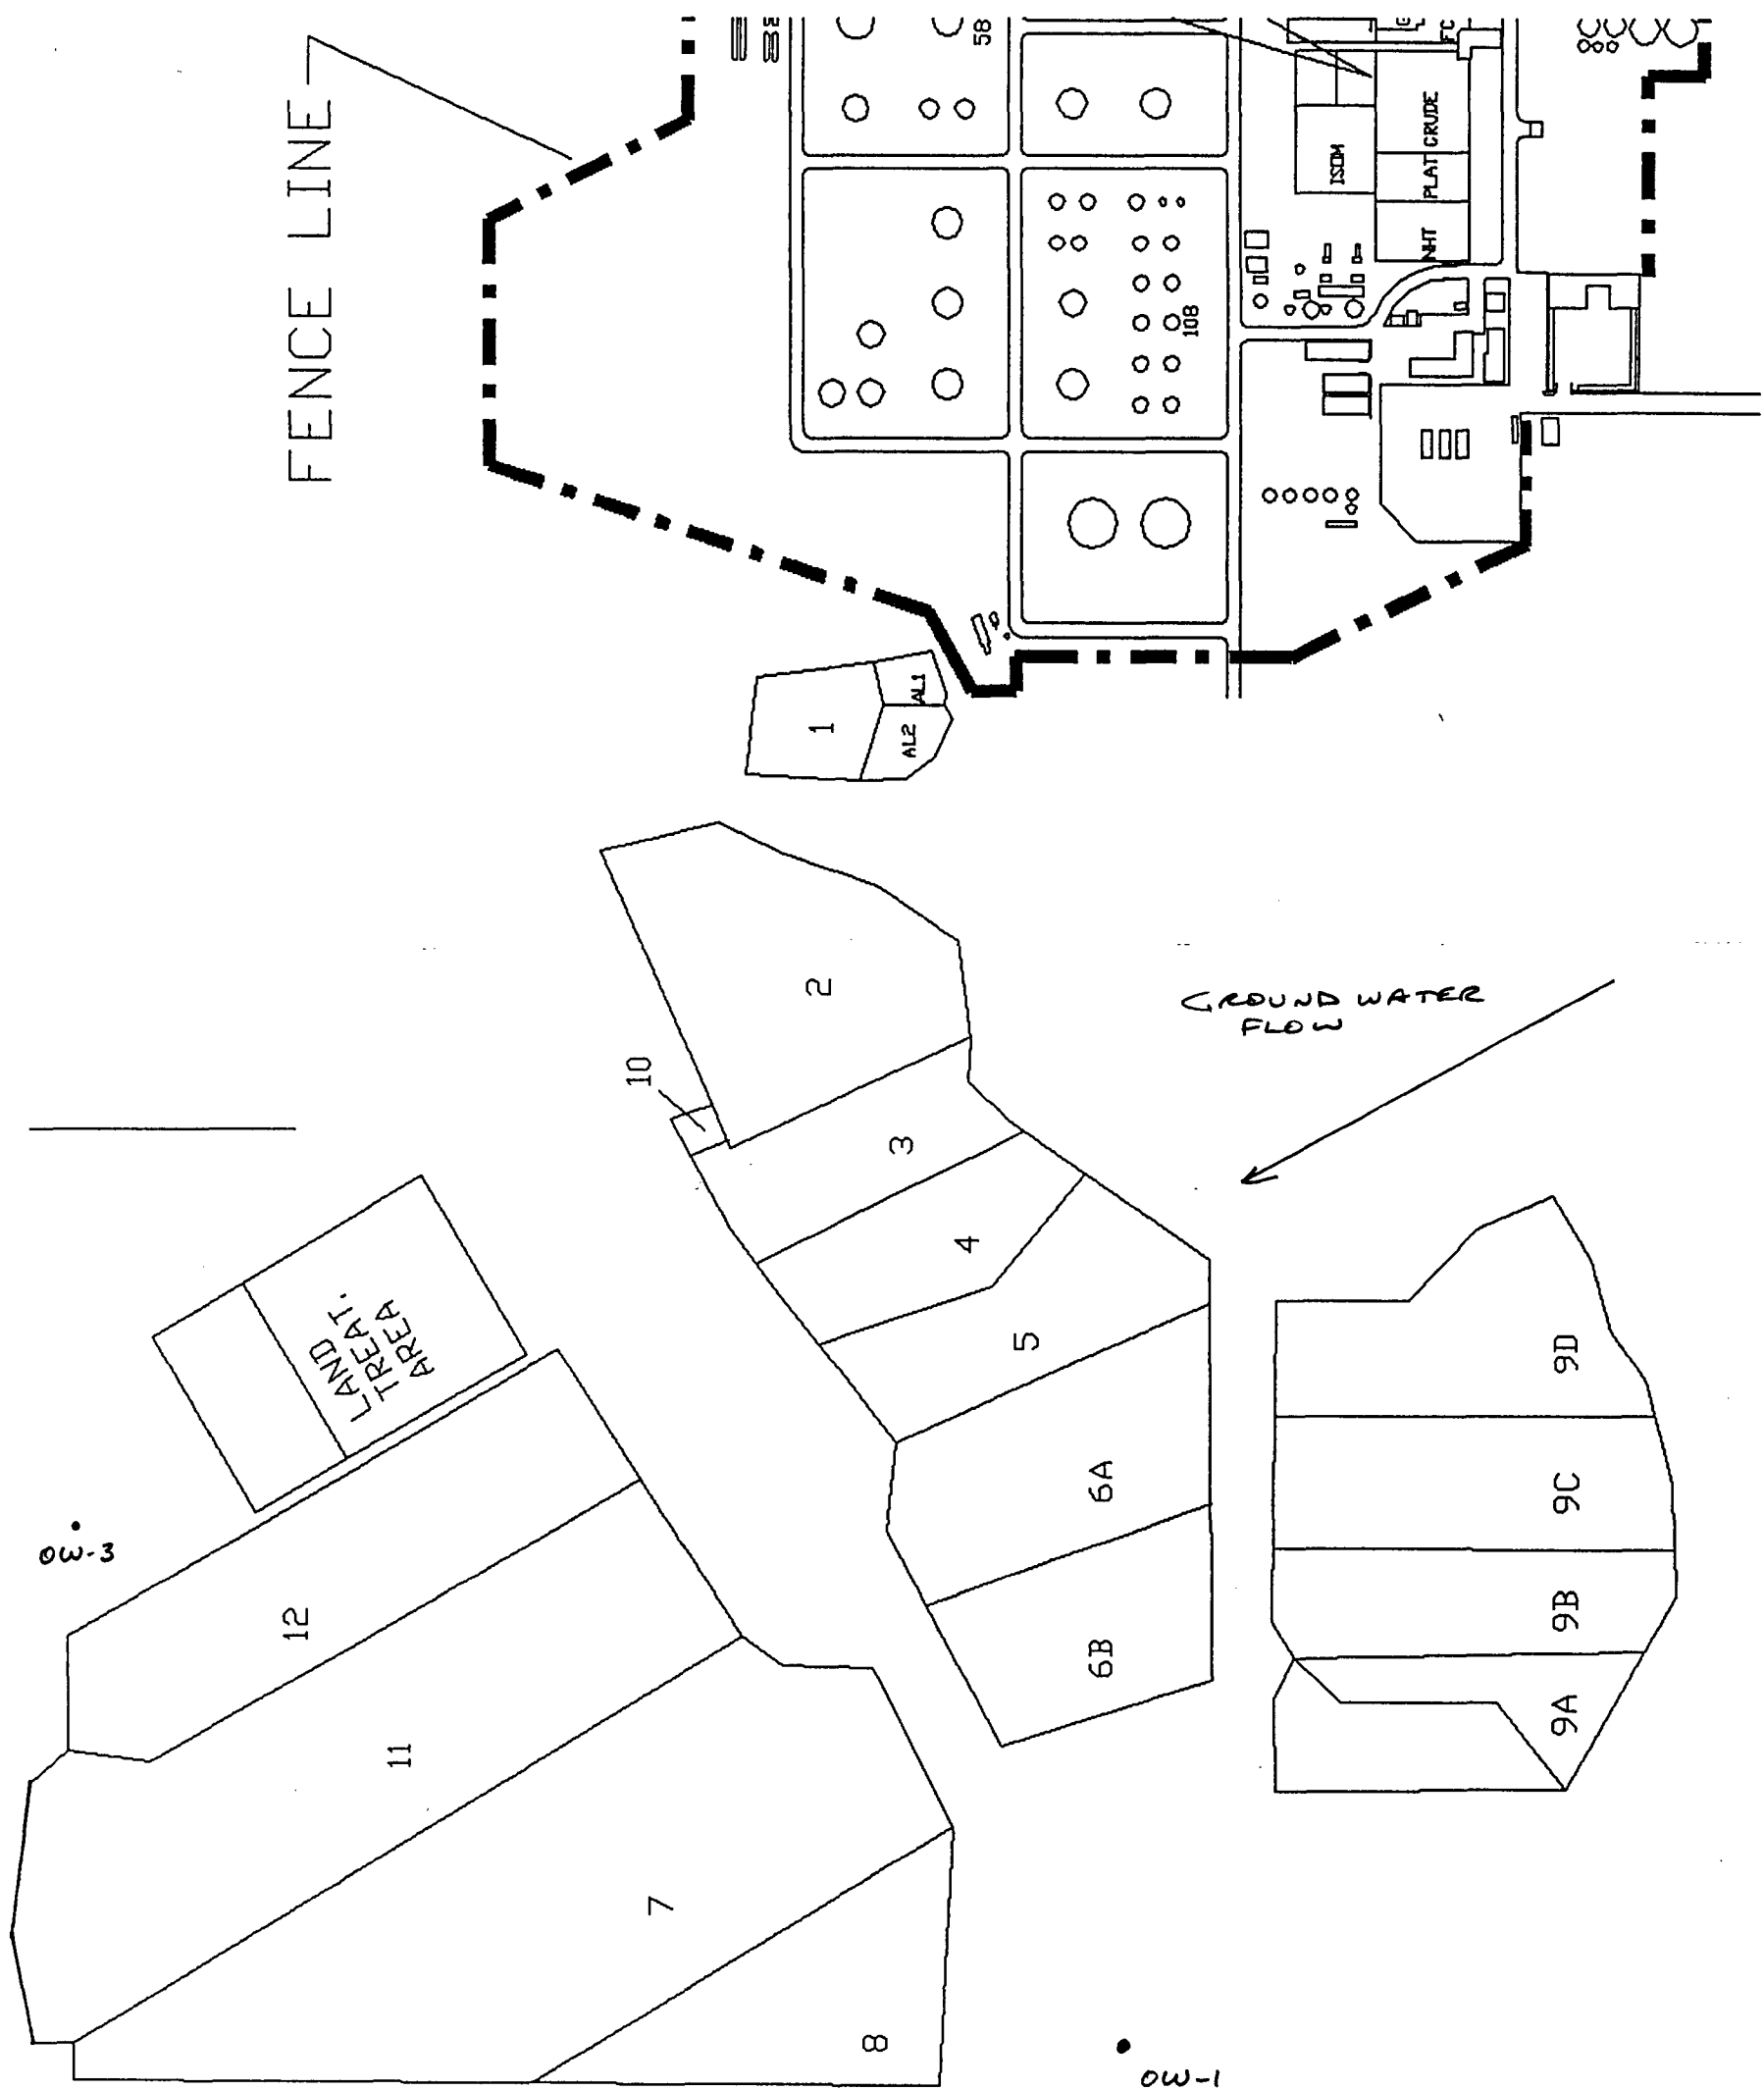 FENCE LINE
58
108
ISOM
CRUDE
PLAT
NHT
FC
1
AL1
AL2
2
10
3
4
5
6A
6B
GROUND WATER
FLOW
9D
9C
9B
9A
LAND
TREAT.
AREA
OW-3
12
11
7
8
OW-1